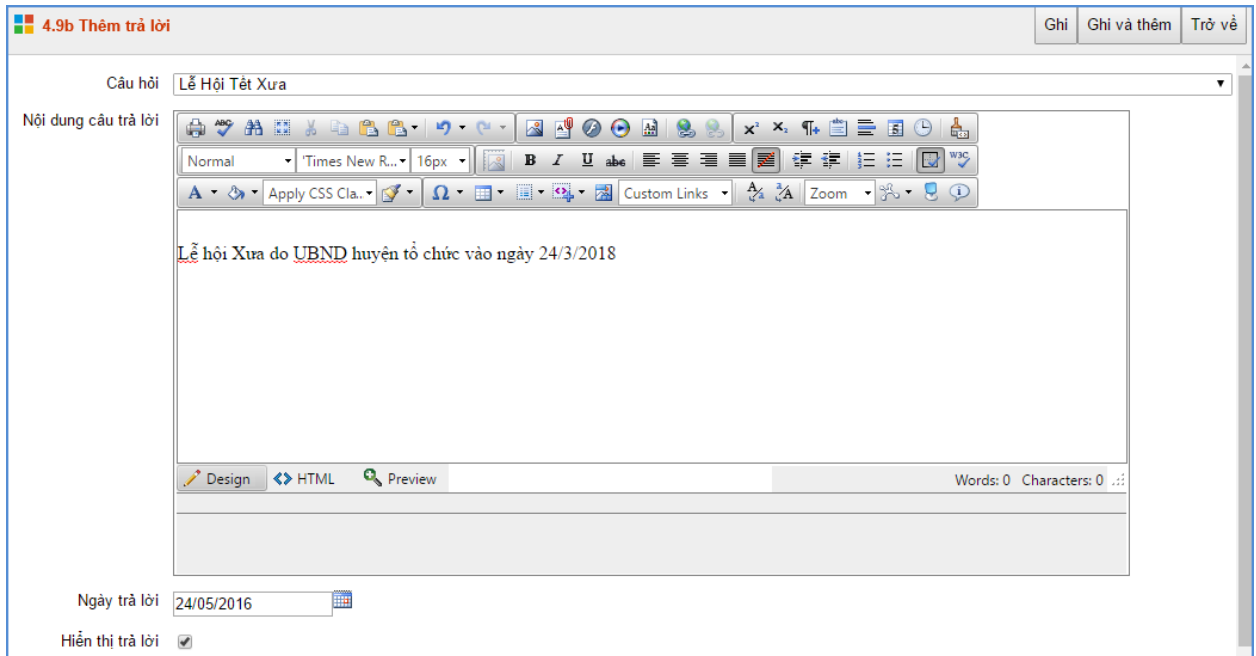 4.9b Thêm trả lời
Ghi Ghi và thêm Trở về
Câu hỏi Lễ Hội Tết Xưa
Nội dung câu trả lời
Normal 'Times New R... 16px B I U abc W3C
A Apply CSS Cla.. Ω Custom Links Zoom
Lễ hội Xưa do UBND huyện tổ chức vào ngày 24/3/2018
Design HTML Preview Words: 0 Characters: 0
Ngày trả lời 24/05/2016
Hiển thị trả lời